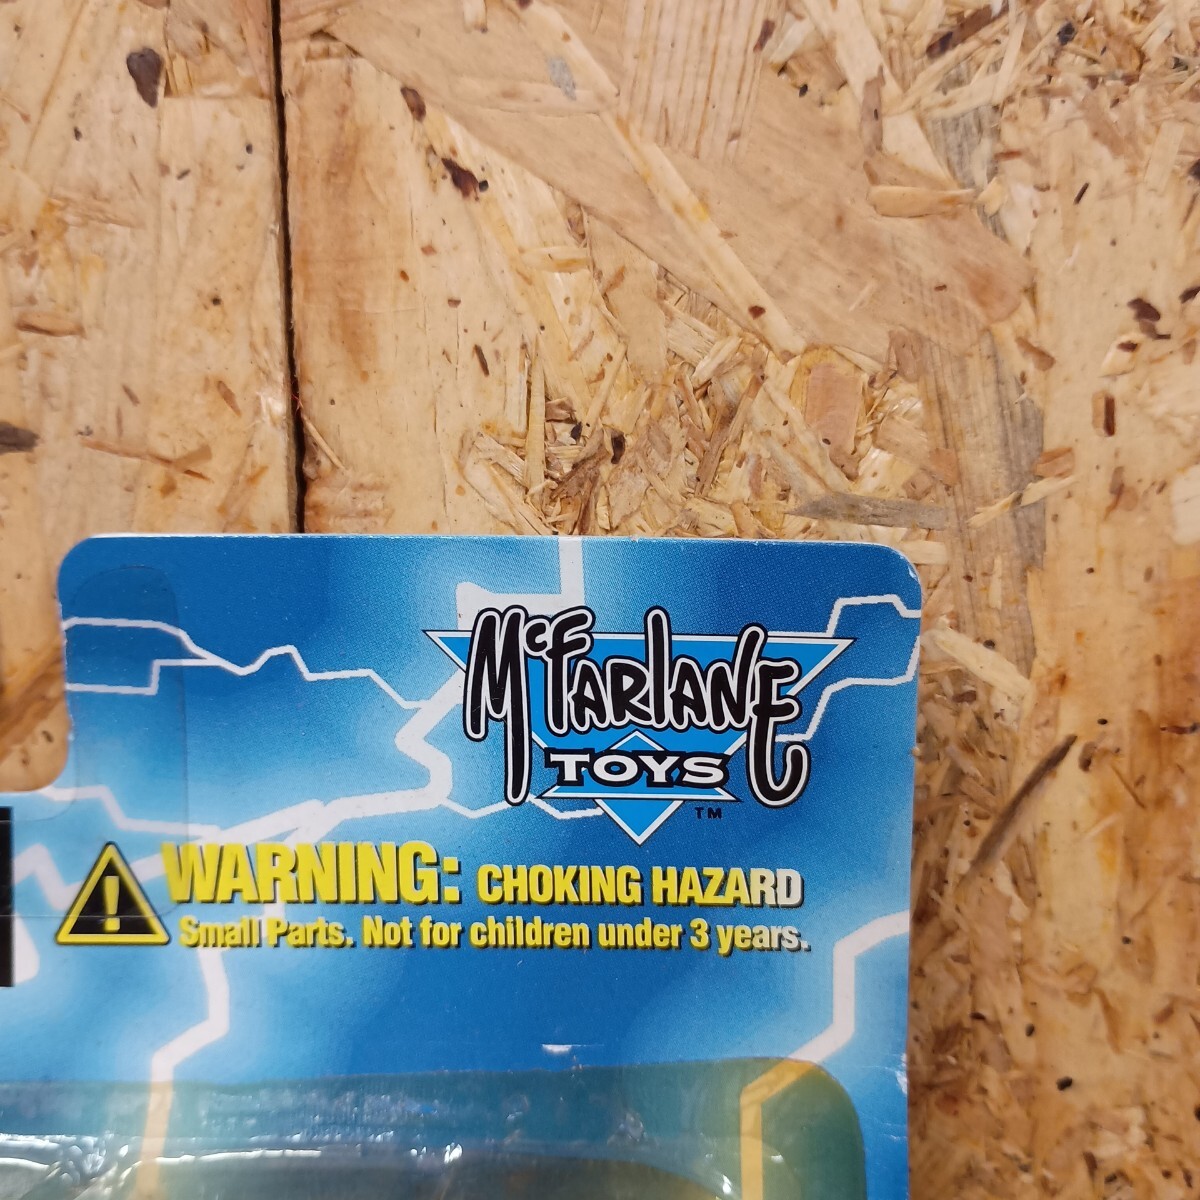 McFARLANE
TOYS
TM
WARNING: CHOKING HAZARD
Small Parts. Not for children under 3 years.